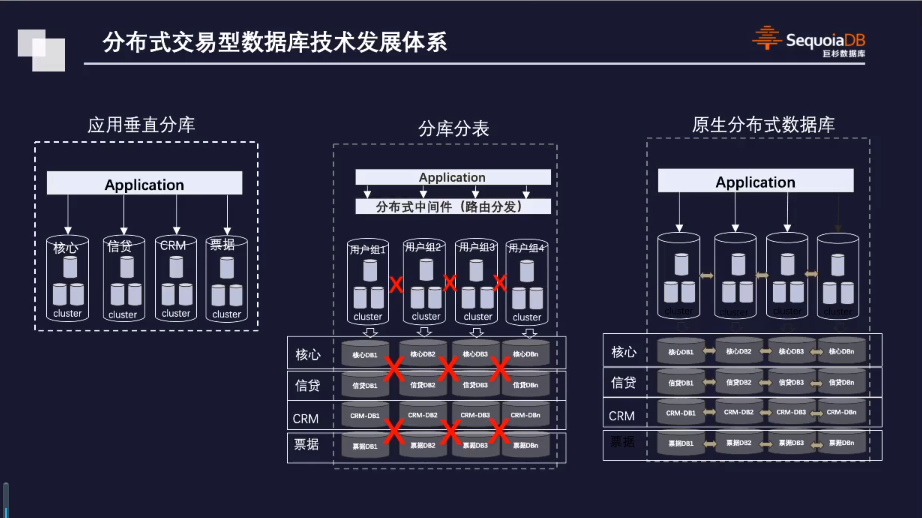 分布式交易型数据库技术发展体系
SequoiaDB
巨杉数据库
应用垂直分库
Application
核心 信贷 CRM 票据
cluster cluster cluster cluster
分库分表
Application
分布式中间件（路由分发）
用户组1 用户组2 用户组3 用户组4
cluster cluster cluster cluster
核心 核心DB1 核心DB2 核心DB3 核心DBn
信贷 信贷DB1 信贷DB2 信贷DB3 信贷DBn
CRM CRM-DB1 CRM-DB2 CRM-DB3 CRM-DBn
票据 票据DB1 票据DB2 票据DB3 票据DBn
原生分布式数据库
Application
cluster cluster cluster cluster
核心 核心DB1 核心DB2 核心DB3 核心DBn
信贷 信贷DB1 信贷DB2 信贷DB3 信贷DBn
CRM CRM-DB1 CRM-DB2 CRM-DB3 CRM-DBn
票据 票据DB1 票据DB2 票据DB3 票据DBn